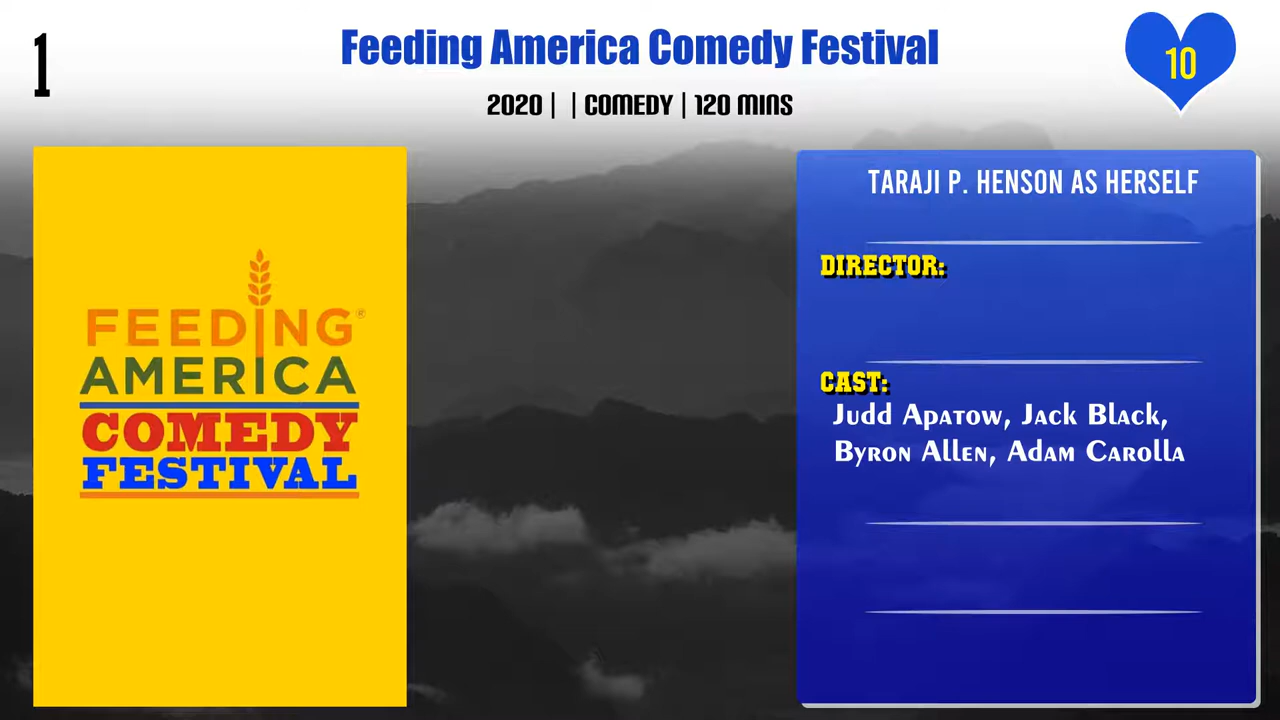 1
Feeding America Comedy Festival
10
2020 | | COMEDY | 120 MINS
FEEDING®
AMERICA
COMEDY
FESTIVAL
TARAJI P. HENSON AS HERSELF
DIRECTOR:
CAST:
Judd Apatow, Jack Black,
Byron Allen, Adam Carolla